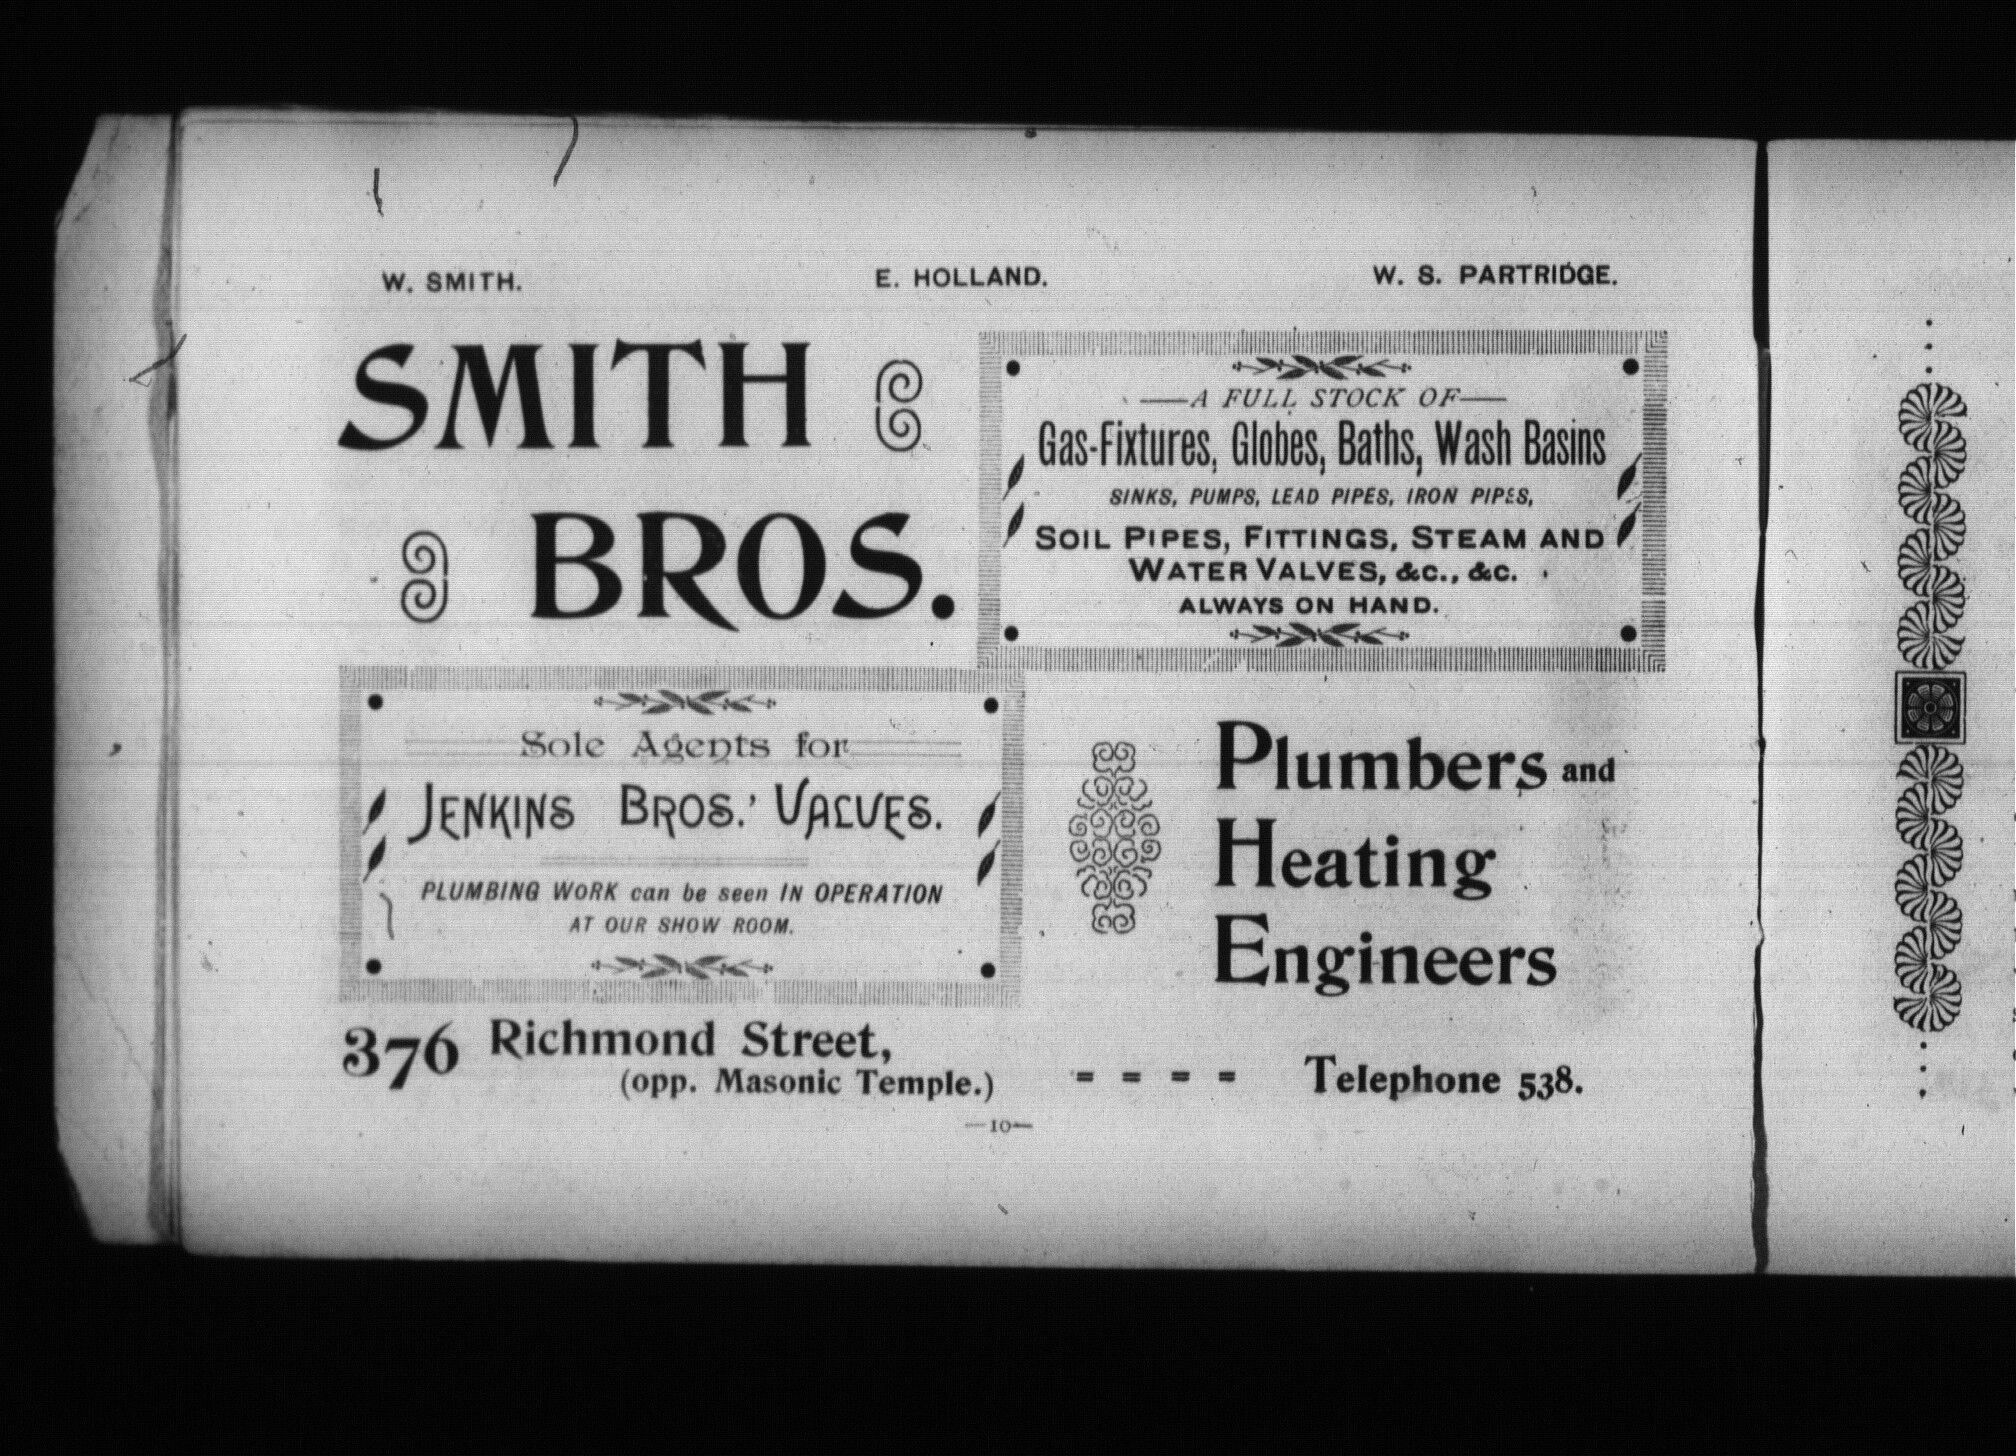 W. SMITH. E. HOLLAND. W. S. PARTRIDGE.
SMITH
BROS.
A FULL STOCK OF
Gas-Fixtures, Globes, Baths, Wash Basins
SINKS, PUMPS, LEAD PIPES, IRON PIPES,
SOIL PIPES, FITTINGS, STEAM AND
WATER VALVES, &c., &c.
ALWAYS ON HAND.
Sole Agents for
JENKINS BROS.' VALVES.
PLUMBING WORK can be seen IN OPERATION
AT OUR SHOW ROOM.
Plumbers and
Heating
Engineers
376 Richmond Street,
(opp. Masonic Temple.) = = = = Telephone 538.
—10—